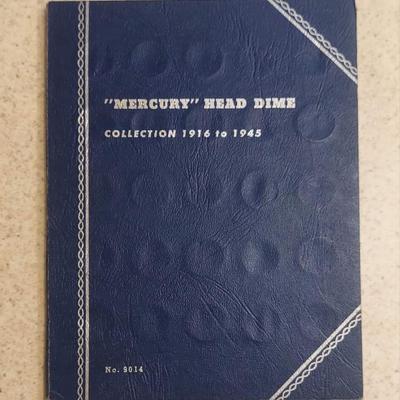 "MERCURY" HEAD DIME
COLLECTION 1916 to 1945
No. 9014